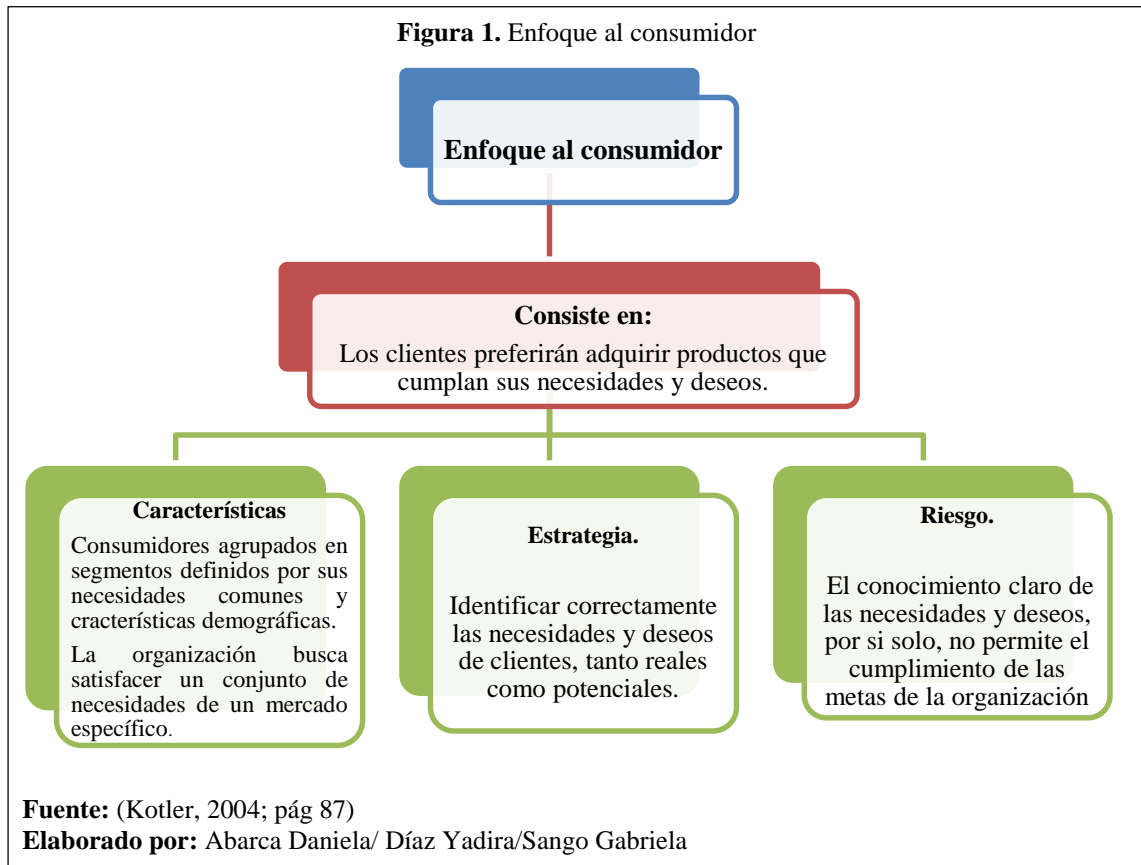 Figura 1. Enfoque al consumidor
Enfoque al consumidor
Consiste en:
Los clientes preferirán adquirir productos que
cumplan sus necesidades y deseos.
Características
Consumidores agrupados en
segmentos definidos por sus
necesidades comunes y
cracterísticas demográficas.
La organización busca
satisfacer un conjunto de
necesidades de un mercado
específico.
Estrategia.
Identificar correctamente
las necesidades y deseos
de clientes, tanto reales
como potenciales.
Riesgo.
El conocimiento claro de
las necesidades y deseos,
por si solo, no permite el
cumplimiento de las
metas de la organización
Fuente: (Kotler, 2004; pág 87)
Elaborado por: Abarca Daniela/ Díaz Yadira/Sango Gabriela